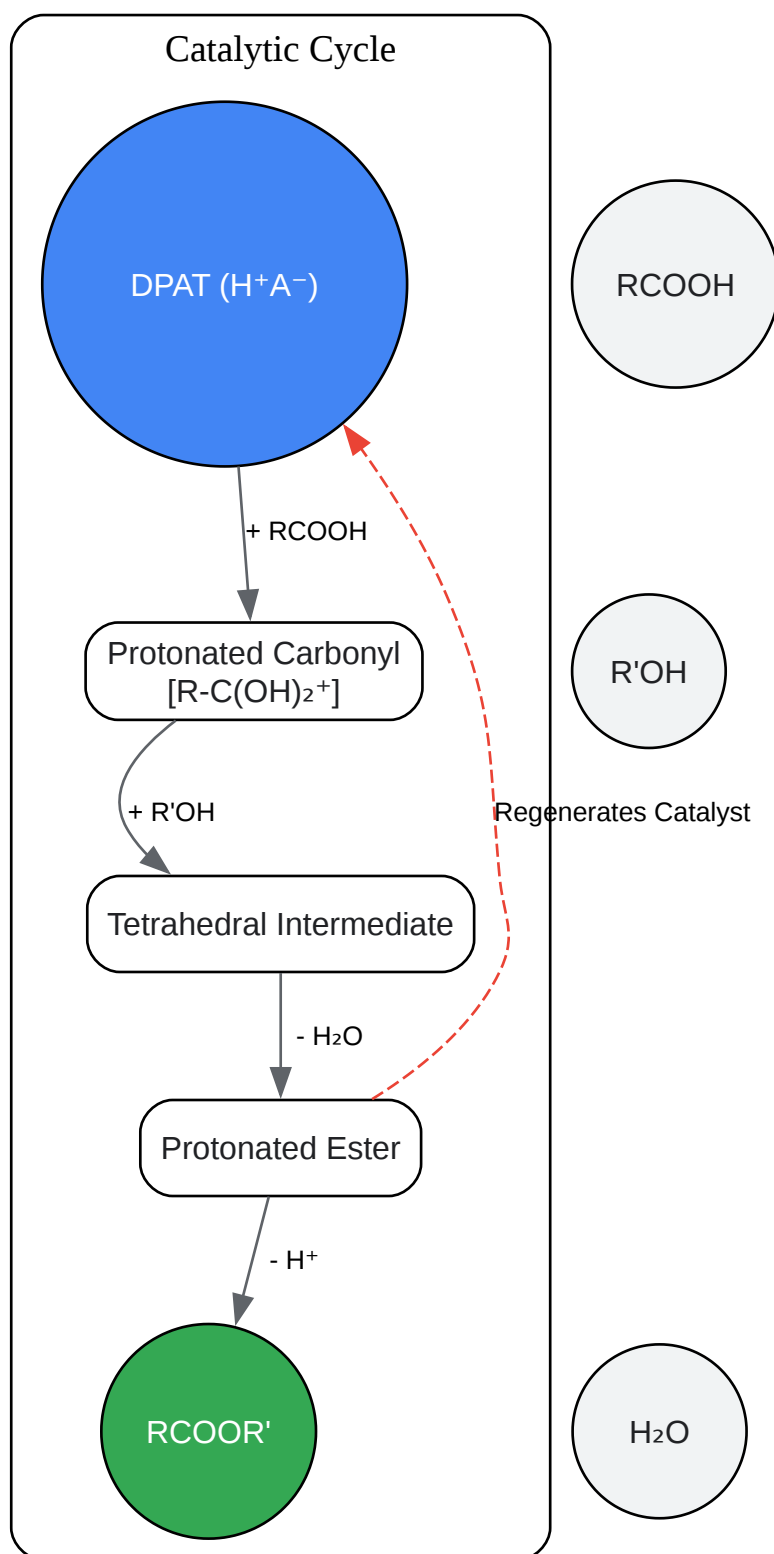 Catalytic Cycle
DPAT (H⁺A⁻)
RCOOH
+ RCOOH
Protonated Carbonyl
[R-C(OH)₂⁺]
R'OH
+ R'OH
Regenerates Catalyst
Tetrahedral Intermediate
- H₂O
Protonated Ester
- H⁺
RCOOR'
H₂O